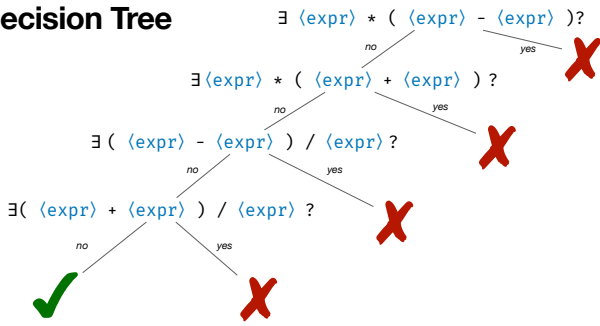 ecision Tree
∃ ⟨expr⟩ * ( ⟨expr⟩ - ⟨expr⟩ )?
no
yes
∃⟨expr⟩ * ( ⟨expr⟩ + ⟨expr⟩ ) ?
no
yes
∃ ( ⟨expr⟩ - ⟨expr⟩ ) / ⟨expr⟩ ?
no
yes
∃( ⟨expr⟩ + ⟨expr⟩ ) / ⟨expr⟩ ?
no
yes